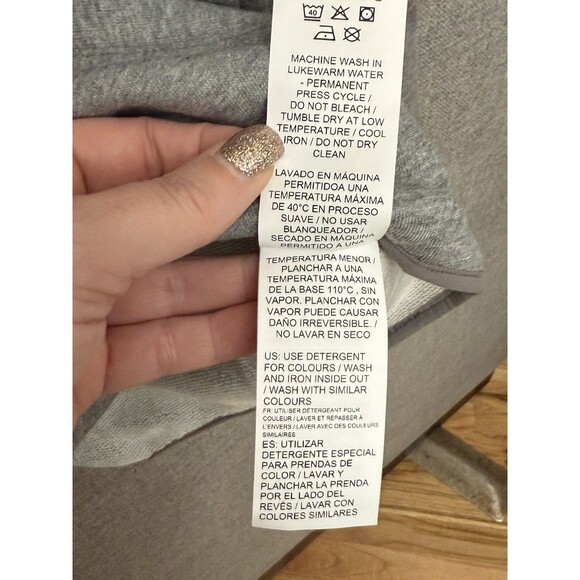 40
MACHINE WASH IN
LUKEWARM WATER
- PERMANENT
PRESS CYCLE /
DO NOT BLEACH /
TUMBLE DRY AT LOW
TEMPERATURE / COOL
IRON / DO NOT DRY
CLEAN
LAVADO EN MÁQUINA
PERMITIDOA UNA
TEMPERATURA MÁXIMA
DE 40°C EN PROCESO
SUAVE / NO USAR
BLANQUEADOR /
SECADO EN MÁQUINA
PERMITIDO A UNA
TEMPERATURA MENOR /
PLANCHAR A UNA
TEMPERATURA MÁXIMA
DE LA BASE 110°C , SIN
VAPOR. PLANCHAR CON
VAPOR PUEDE CAUSAR
DAÑO IRREVERSIBLE. /
NO LAVAR EN SECO
US: USE DETERGENT
FOR COLOURS / WASH
AND IRON INSIDE OUT
/ WASH WITH SIMILAR
COLOURS
FR: UTILISER DÉTERGEANT POUR
COULEUR / LAVER ET REPASSER À
L'ENVERS / LAVER AVEC DES COULEURS
SIMILAIRES
ES: UTILIZAR
DETERGENTE ESPECIAL
PARA PRENDAS DE
COLOR / LAVAR Y
PLANCHAR LA PRENDA
POR EL LADO DEL
REVÉS / LAVAR CON
COLORES SIMILARES